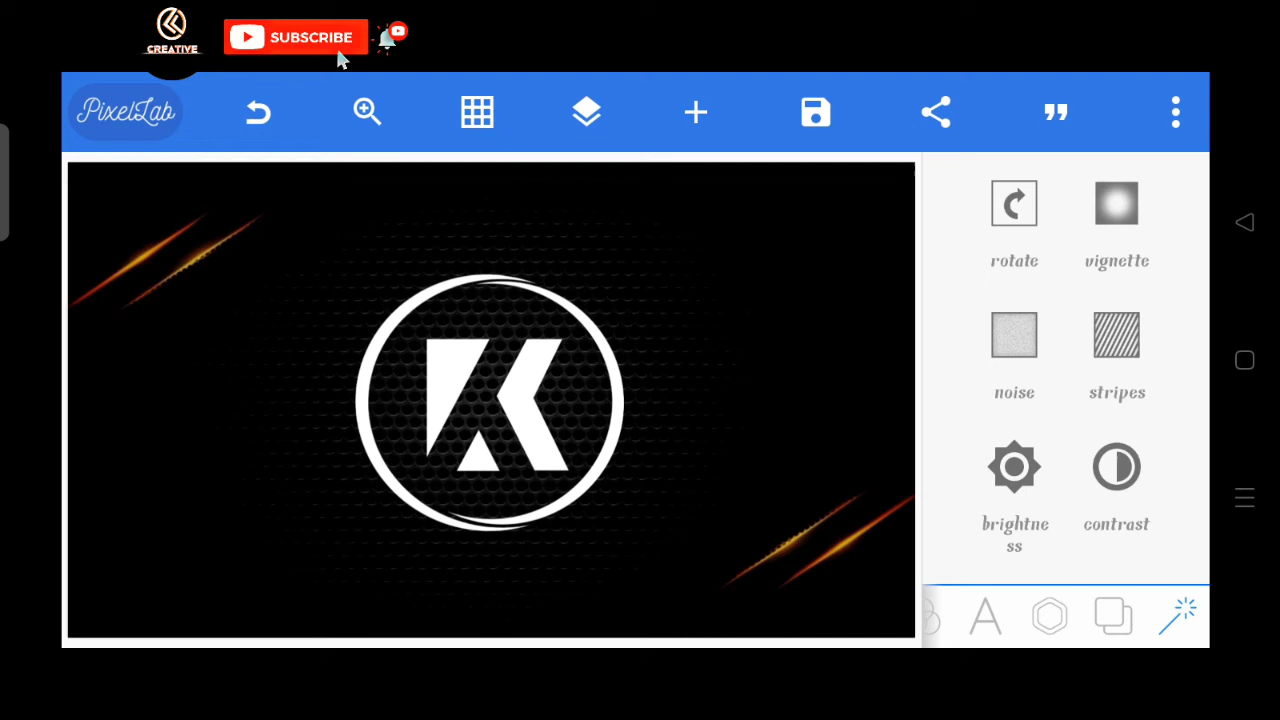 CREATIVE
SUBSCRIBE
PixelLab
rotate
vignette
K
noise
stripes
brightne
ss
contrast